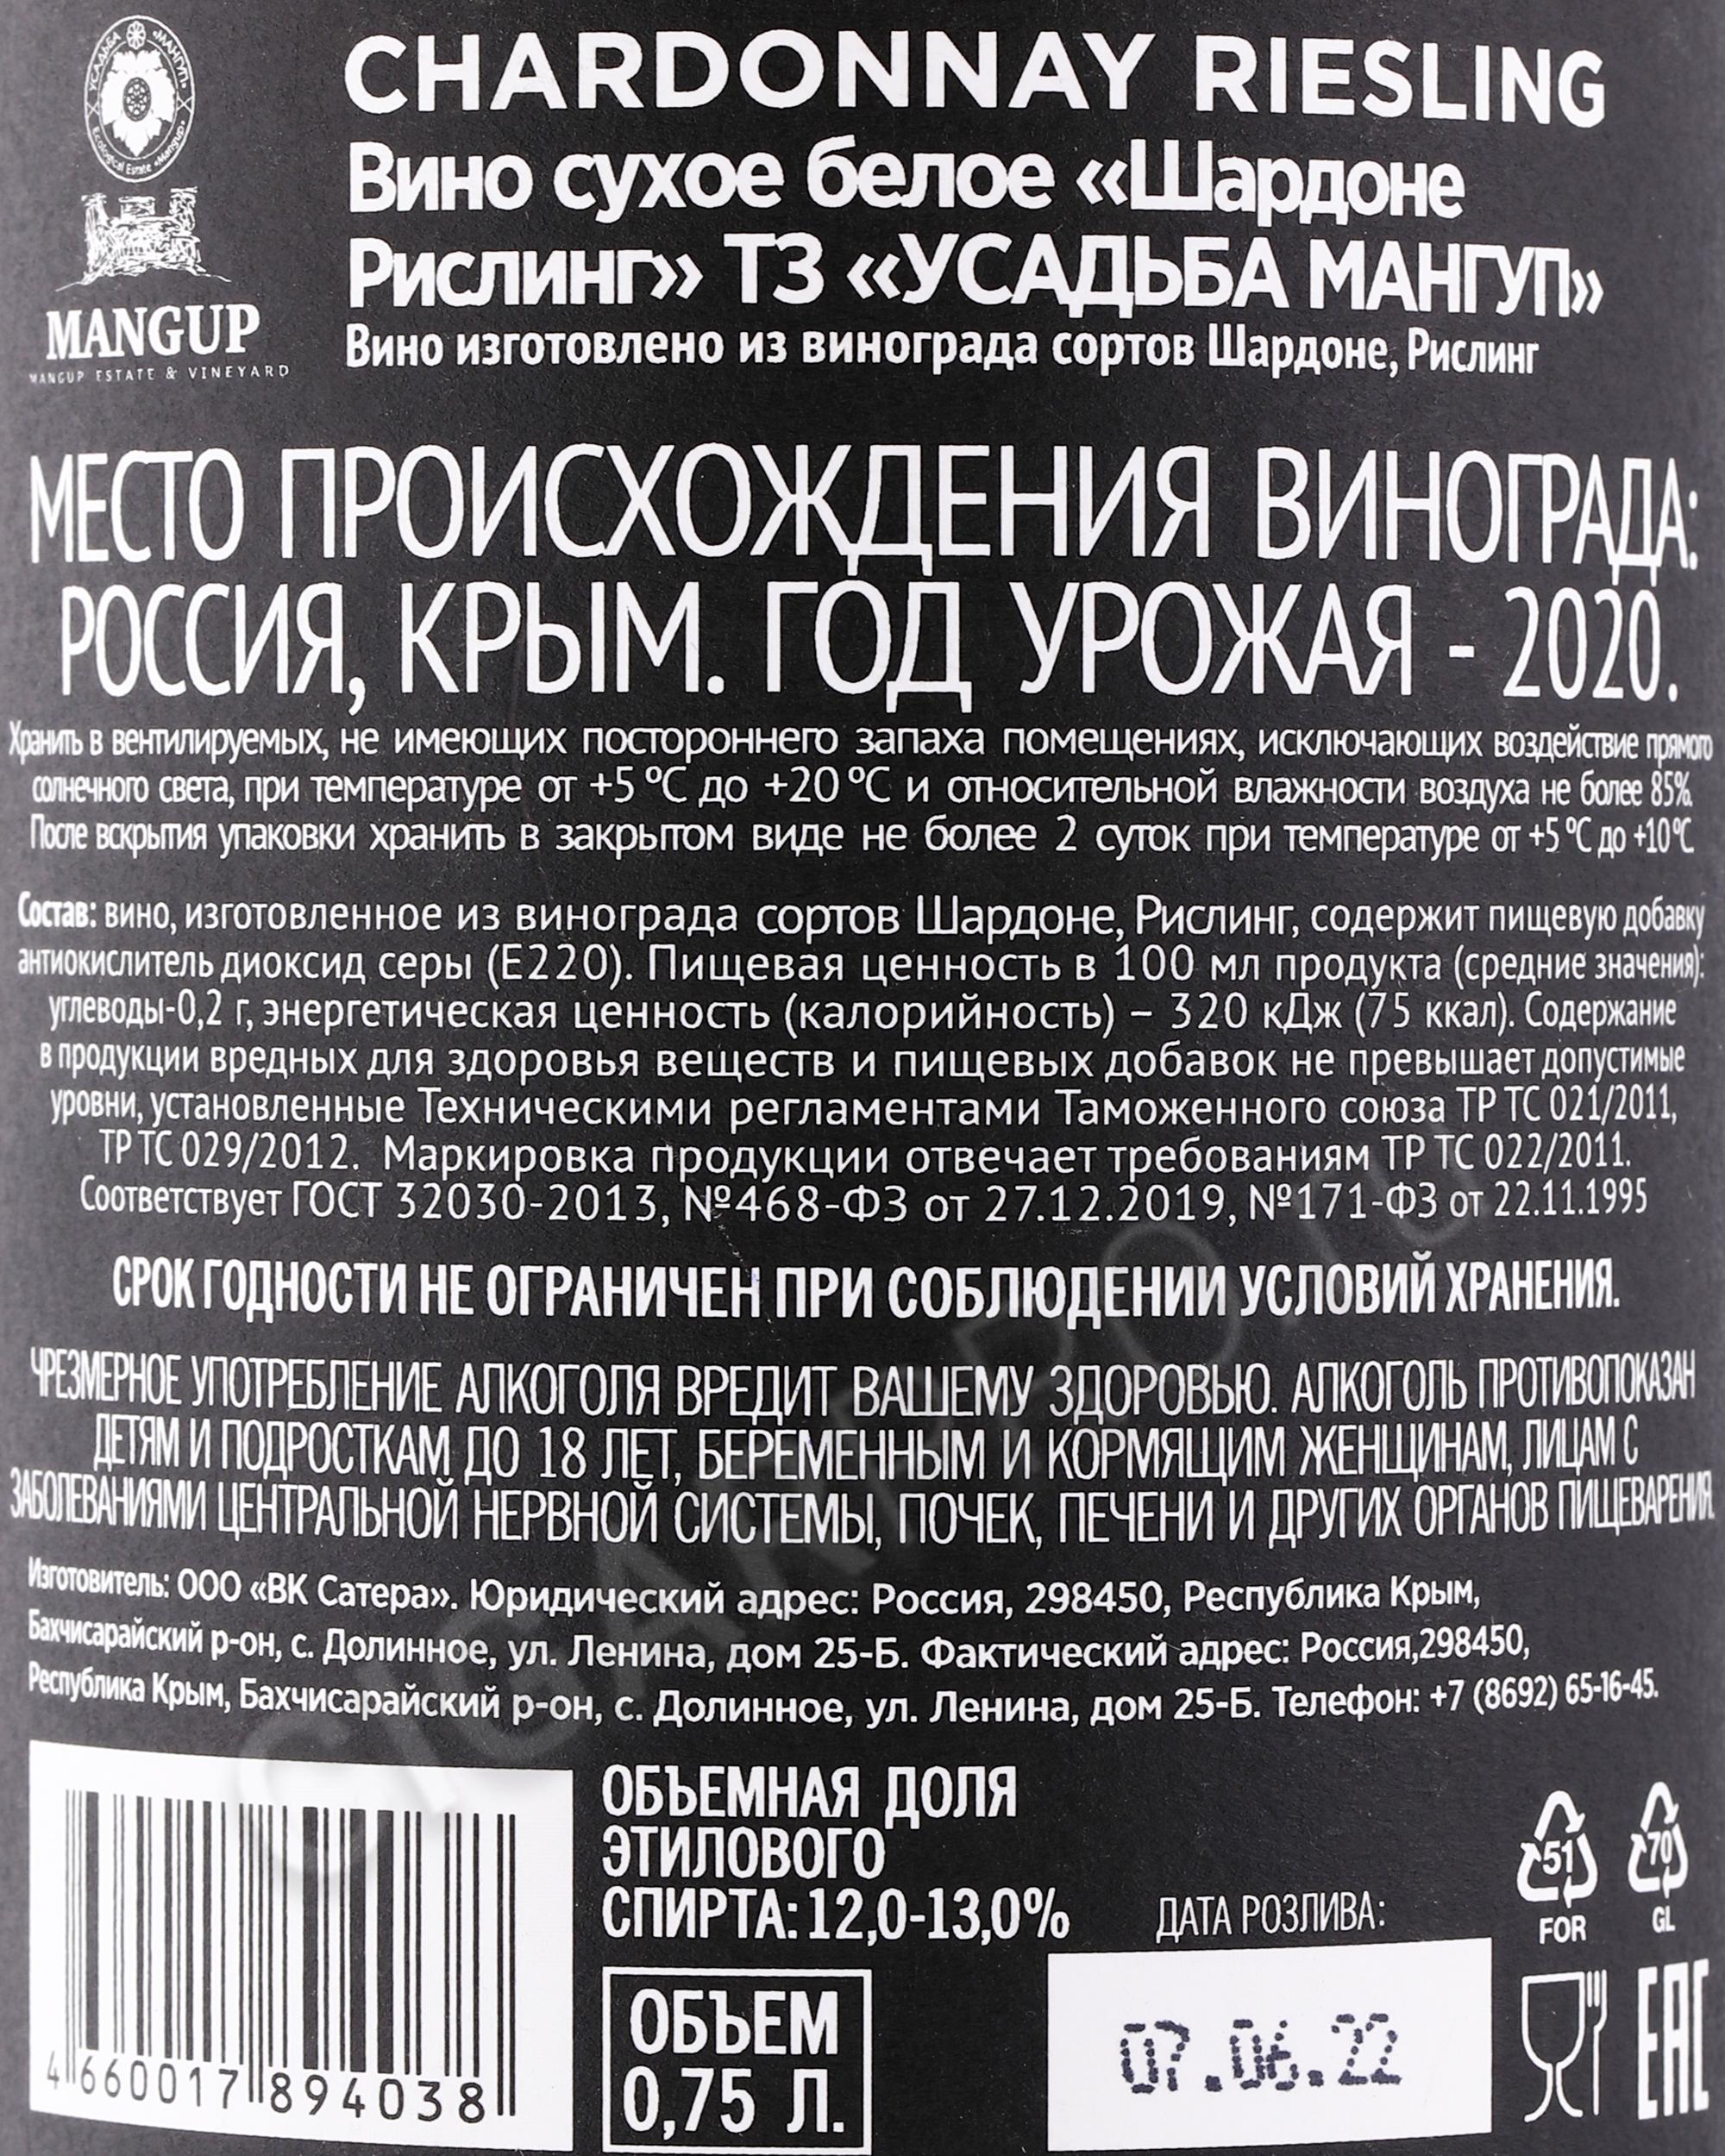 УСАДЬБА «МАНГУП»
Ecological Estate «Mangup»
MANGUP
MANGUP ESTATE & VINEYARD
CHARDONNAY RIESLING
Вино сухое белое «Шардоне
Рислинг» ТЗ «УСАДЬБА МАНГУП»
Вино изготовлено из винограда сортов Шардоне, Рислинг
МЕСТО ПРОИСХОЖДЕНИЯ ВИНОГРАДА:
РОССИЯ, КРЫМ. ГОД УРОЖАЯ - 2020.
Хранить в вентилируемых, не имеющих постороннего запаха помещениях, исключающих воздействие прямого
солнечного света, при температуре от +5 °С до +20 °С и относительной влажности воздуха не более 85%.
После вскрытия упаковки хранить в закрытом виде не более 2 суток при температуре от +5 °С до +10 °С
Состав: вино, изготовленное из винограда сортов Шардоне, Рислинг, содержит пищевую добавку
антиокислитель диоксид серы (Е220). Пищевая ценность в 100 мл продукта (средние значения):
углеводы-0,2 г, энергетическая ценность (калорийность) – 320 кДж (75 ккал). Содержание
в продукции вредных для здоровья веществ и пищевых добавок не превышает допустимые
уровни, установленные Техническими регламентами Таможенного союза ТР ТС 021/2011,
ТР ТС 029/2012. Маркировка продукции отвечает требованиям ТР ТС 022/2011.
Соответствует ГОСТ 32030-2013, №468-ФЗ от 27.12.2019, №171-ФЗ от 22.11.1995
СРОК ГОДНОСТИ НЕ ОГРАНИЧЕН ПРИ СОБЛЮДЕНИИ УСЛОВИЙ ХРАНЕНИЯ.
ЧРЕЗМЕРНОЕ УПОТРЕБЛЕНИЕ АЛКОГОЛЯ ВРЕДИТ ВАШЕМУ ЗДОРОВЬЮ. АЛКОГОЛЬ ПРОТИВОПОКАЗАН
ДЕТЯМ И ПОДРОСТКАМ ДО 18 ЛЕТ, БЕРЕМЕННЫМ И КОРМЯЩИМ ЖЕНЩИНАМ, ЛИЦАМ С
ЗАБОЛЕВАНИЯМИ ЦЕНТРАЛЬНОЙ НЕРВНОЙ СИСТЕМЫ, ПОЧЕК, ПЕЧЕНИ И ДРУГИХ ОРГАНОВ ПИЩЕВАРЕНИЯ.
Изготовитель: ООО «ВК Сатера». Юридический адрес: Россия, 298450, Республика Крым,
Бахчисарайский р-он, с. Долинное, ул. Ленина, дом 25-Б. Фактический адрес: Россия,298450,
Республика Крым, Бахчисарайский р-он, с. Долинное, ул. Ленина, дом 25-Б. Телефон: +7 (8692) 65-16-45.
4 660017 894038
ОБЪЕМНАЯ ДОЛЯ
ЭТИЛОВОГО
СПИРТА: 12,0-13,0%
ОБЪЕМ
0,75 Л.
ДАТА РОЗЛИВА:
07.06.22
51
FOR
70
GL
EAC
CIGARPRO.RU